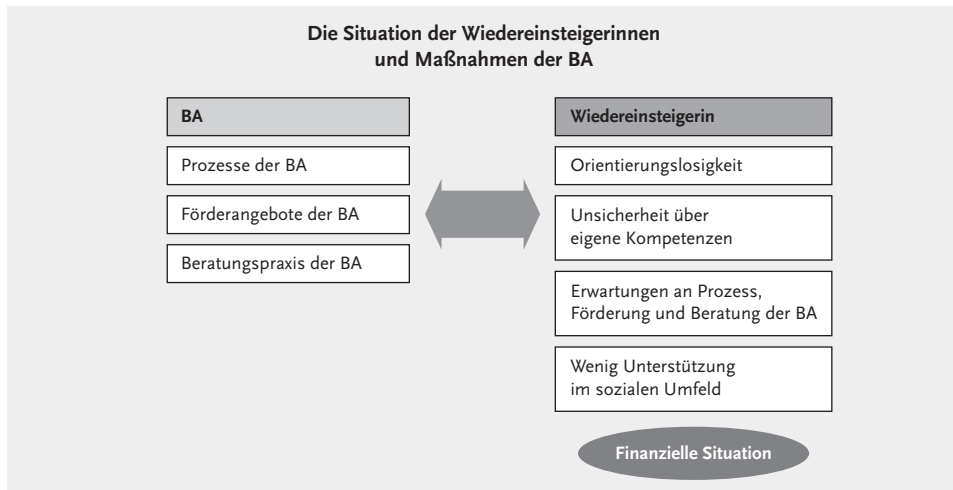 Die Situation der Wiedereinsteigerinnen
und Maßnahmen der BA
BA
Prozesse der BA
Förderangebote der BA
Beratungspraxis der BA
Wiedereinsteigerin
Orientierungslosigkeit
Unsicherheit über
eigene Kompetenzen
Erwartungen an Prozess,
Förderung und Beratung der BA
Wenig Unterstützung
im sozialen Umfeld
Finanzielle Situation